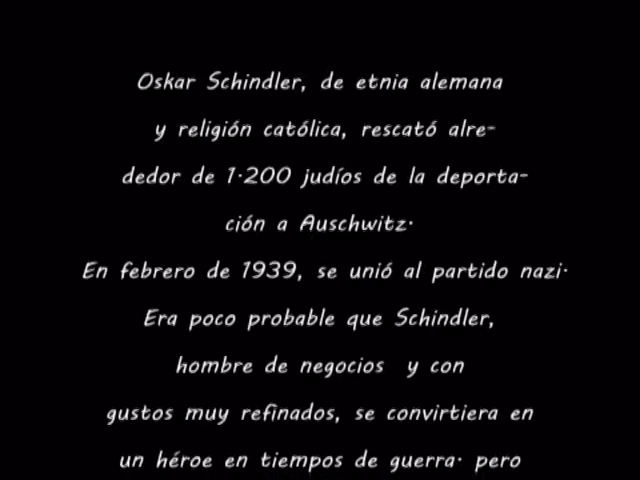 Oskar Schindler, de etnia alemana
y religión católica, rescató alre-
dedor de 1.200 judíos de la deporta-
ción a Auschwitz.
En febrero de 1939, se unió al partido nazi.
Era poco probable que Schindler,
hombre de negocios y con
gustos muy refinados, se convirtiera en
un héroe en tiempos de guerra. pero